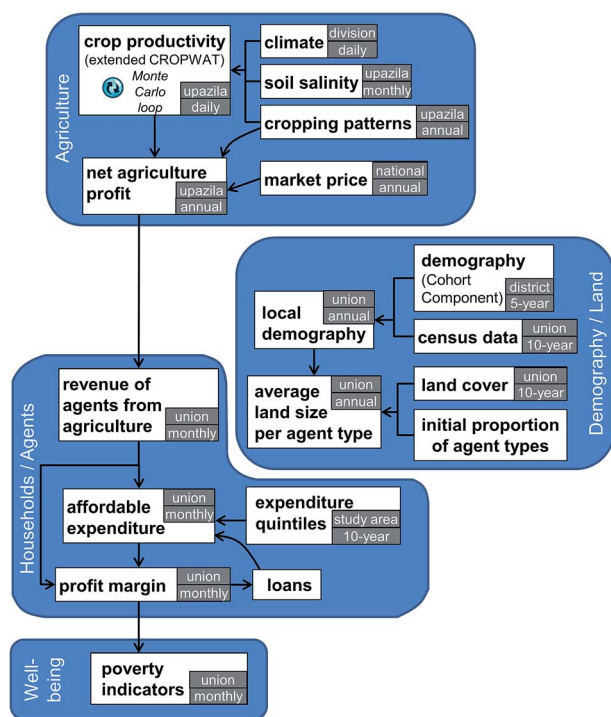 Agriculture
crop productivity
(extended CROPWAT)
Monte
Carlo
loop
upazila
daily
climate
division
daily
soil salinity
upazila
monthly
cropping patterns
upazila
annual
net agriculture
profit
upazila
annual
market price
national
annual
Demography / Land
demography
(Cohort
Component)
district
5-year
local
demography
union
annual
census data
union
10-year
average
land size
per agent type
union
annual
land cover
union
10-year
initial proportion
of agent types
Households / Agents
revenue of
agents from
agriculture
union
monthly
affordable
expenditure
union
monthly
expenditure
quintiles
study area
10-year
profit margin
union
monthly
loans
Well-
being
poverty
indicators
union
monthly